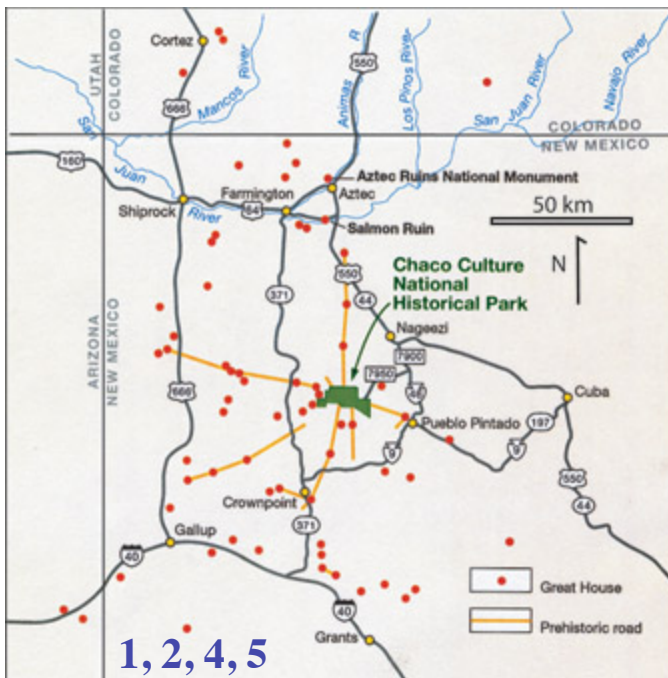 Cortez
UTAH
COLORADO
550
Animas R
Los Pinos River
Mancos River
San Juan River
Navajo River
666
San
COLORADO
NEW MEXICO
160
Juan
Farmington
Aztec Ruins National Monument
Aztec
Shiprock
River
64
Salmon Ruin
50 km
N
Chaco Culture
National
Historical Park
371
550
44
Nageezi
ARIZONA
NEW MEXICO
7900
7950
666
46
Cuba
Pueblo Pintado
197
9
9
550
Crownpoint
44
371
Gallup
40
Great House
40
Prehistoric road
Grants
1, 2, 4, 5